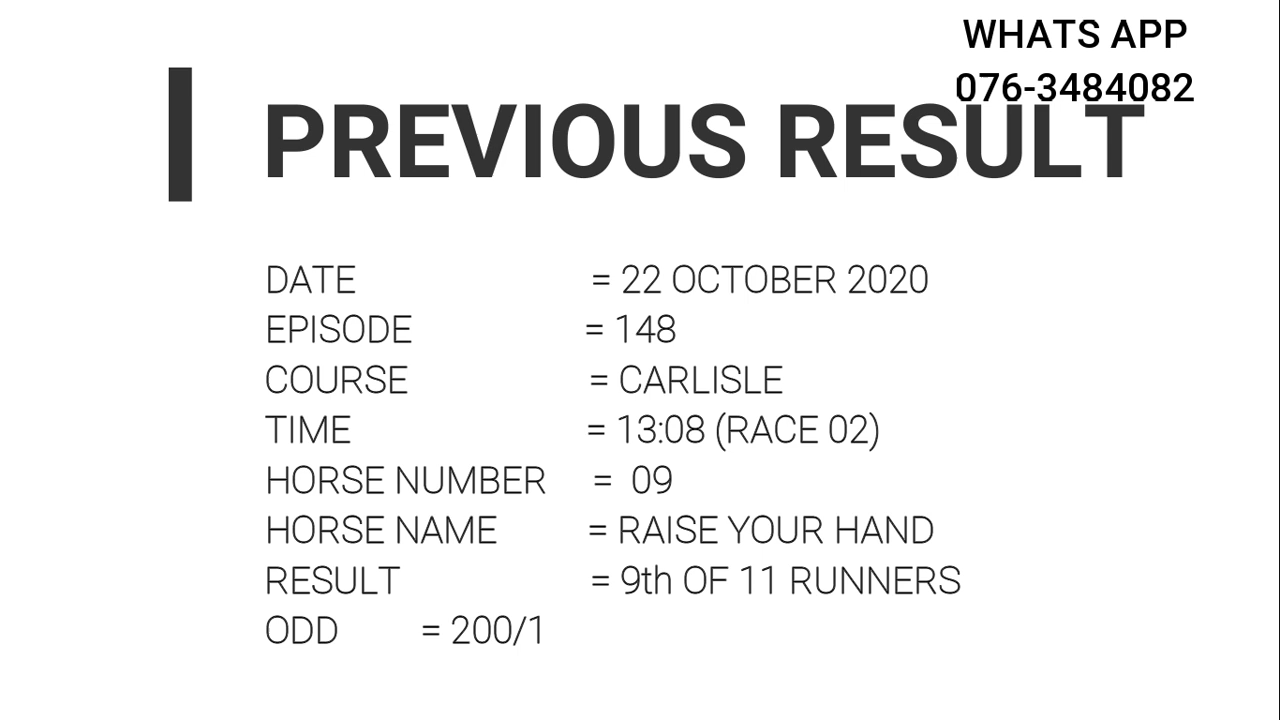 WHATS APP
076-3484082
PREVIOUS RESULT
DATE = 22 OCTOBER 2020
EPISODE = 148
COURSE = CARLISLE
TIME = 13:08 (RACE 02)
HORSE NUMBER = 09
HORSE NAME = RAISE YOUR HAND
RESULT = 9th OF 11 RUNNERS
ODD = 200/1